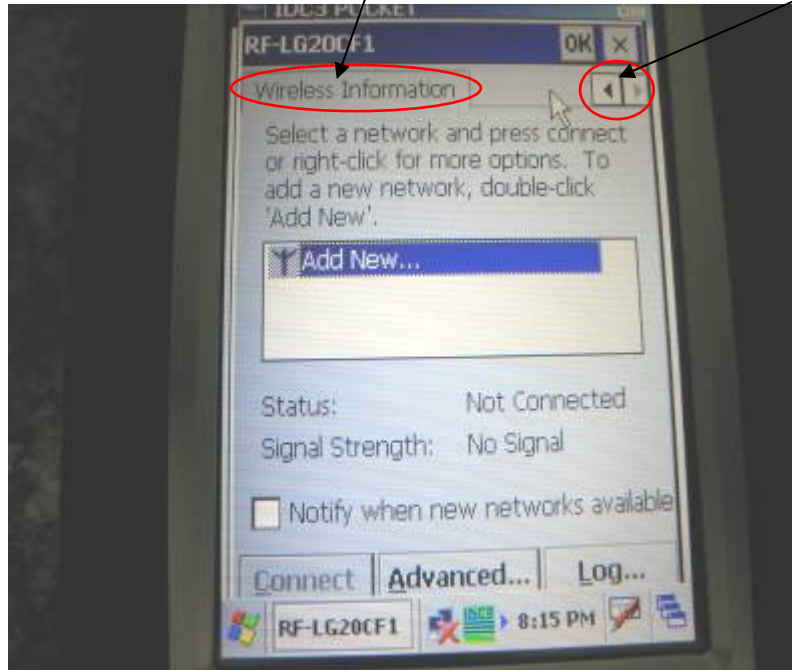 IDC3 POCKET
RF-LG20CF1 OK ×
Wireless Information
Select a network and press connect
or right-click for more options. To
add a new network, double-click
'Add New'.
Add New...
Status: Not Connected
Signal Strength: No Signal
Notify when new networks available
Connect Advanced... Log...
RF-LG20CF1 IDC3 8:15 PM